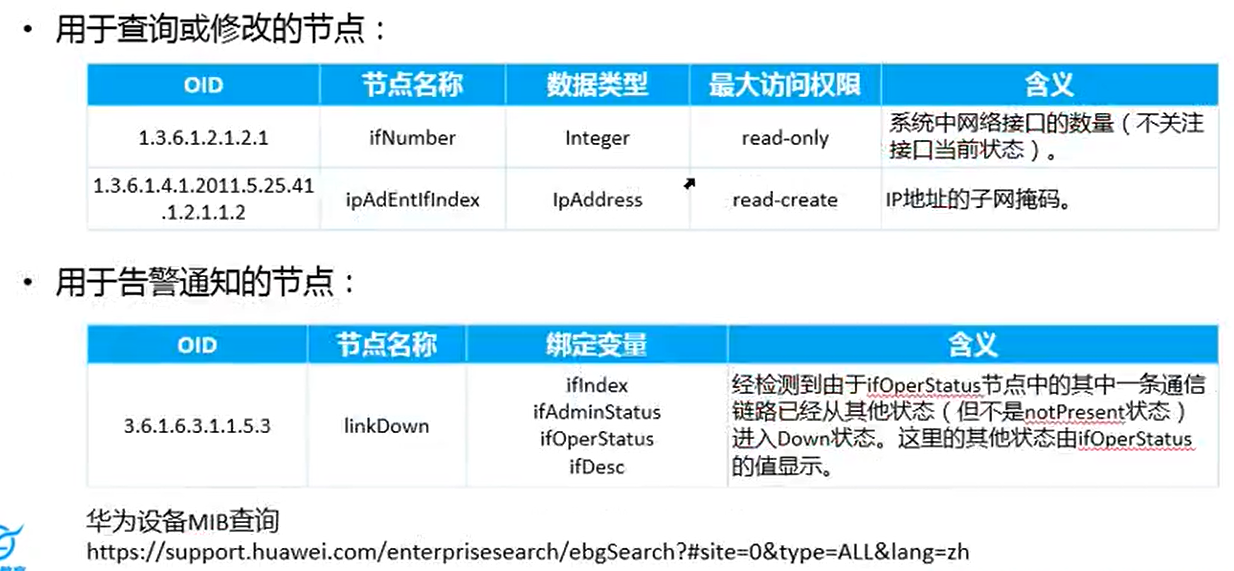 • 用于查询或修改的节点：
OID 节点名称 数据类型 最大访问权限 含义
1.3.6.1.2.1.2.1 ifNumber Integer read-only 系统中网络接口的数量（不关注
接口当前状态）。
1.3.6.1.4.1.2011.5.25.41
.1.2.1.1.2 ipAdEntIfIndex IpAddress read-create IP地址的子网掩码。
• 用于告警通知的节点：
OID 节点名称 绑定变量 含义
3.6.1.6.3.1.1.5.3 linkDown
ifIndex
ifAdminStatus
ifOperStatus
ifDesc
经检测到由于ifOperStatus节点中的其中一条通信
链路已经从其他状态（但不是notPresent状态）
进入Down状态。这里的其他状态由ifOperStatus
的值显示。
华为设备MIB查询
https://support.huawei.com/enterprisesearch/ebgSearch?#site=0&type=ALL&lang=zh